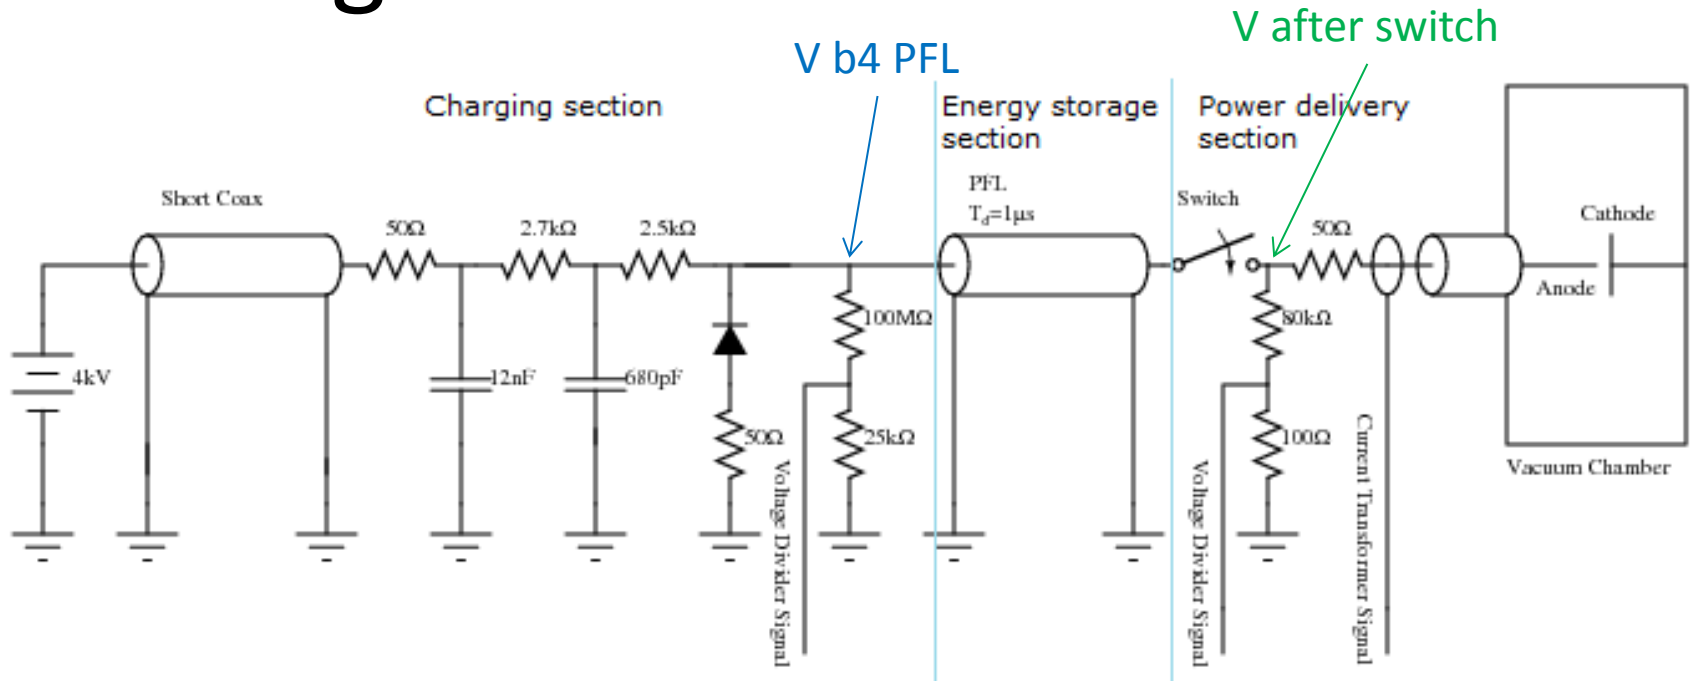 V after switch
V b4 PFL
Charging section
Energy storage
section
Power delivery
section
Short Coax
50Ω
2.7kΩ
2.5kΩ
PFL
T_d=1μs
Switch
50Ω
Cathode
Anode
100MΩ
80kΩ
4kV
12nF
680pF
50Ω
25kΩ
100Ω
Voltage Divider Signal
Voltage Divider Signal
Current Transformer Signal
Vacuum Chamber